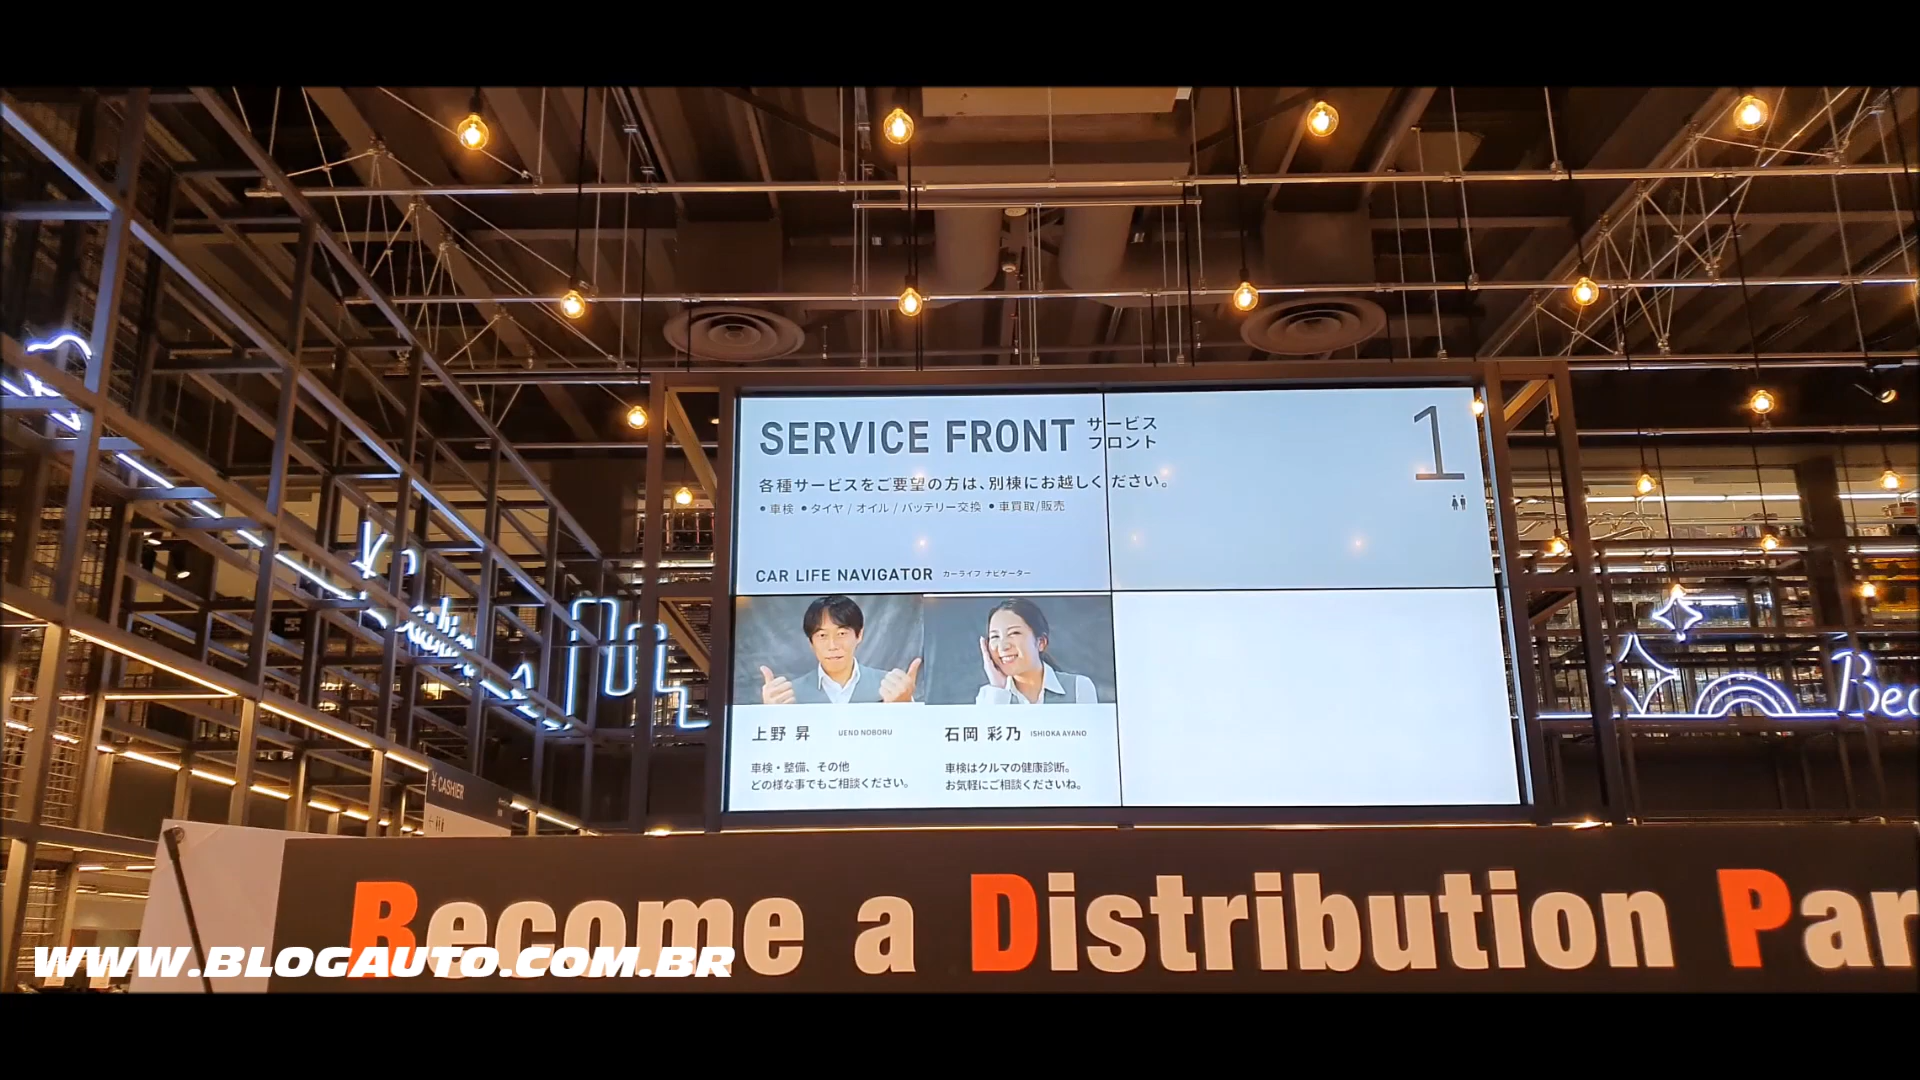 SERVICE FRONT サービス
フロント
1
各種サービスをご要望の方は、別棟にお越しください。
• 車検 • タイヤ / オイル / バッテリー交換 • 車買取/販売
CAR LIFE NAVIGATOR カーライフ ナビゲーター
上野 昇 UENO NOBORU
車検・整備、その他
どの様な事でもご相談ください。
石岡 彩乃 ISHIOKA AYANO
車検はクルマの健康診断。
お気軽にご相談くださいね。
¥ CASHIER
Bec
Become a Distribution Par
WWW.BLOGAUTO.COM.BR